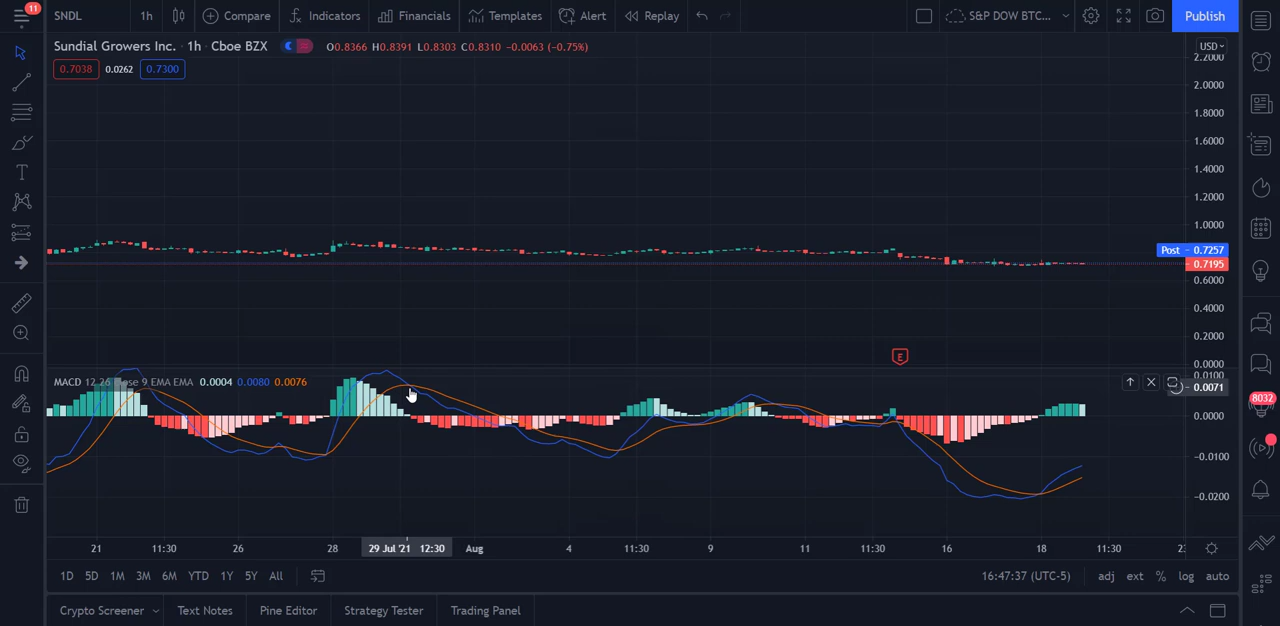 11
SNDL 1h Compare Indicators Financials Templates Alert Replay S&P DOW BTC... Publish
Sundial Growers Inc. · 1h · Cboe BZX O0.8366 H0.8391 L0.8303 C0.8310 −0.0063 (−0.75%)
USD
0.7038 0.0262 0.7300
2.2000
2.0000
1.8000
1.6000
1.4000
1.2000
1.0000
Post 0.7257
0.7195
0.6000
0.4000
0.2000
E
0.0000
0.0100
MACD 12 26 close 9 EMA EMA 0.0004 0.0080 0.0076
0.0071
8032
0.0000
−0.0100
−0.0200
21 11:30 26 28 29 Jul '21 12:30 Aug 4 11:30 9 11 11:30 16 18 11:30
1D 5D 1M 3M 6M YTD 1Y 5Y All 16:47:37 (UTC-5) adj ext % log auto
Crypto Screener Text Notes Pine Editor Strategy Tester Trading Panel